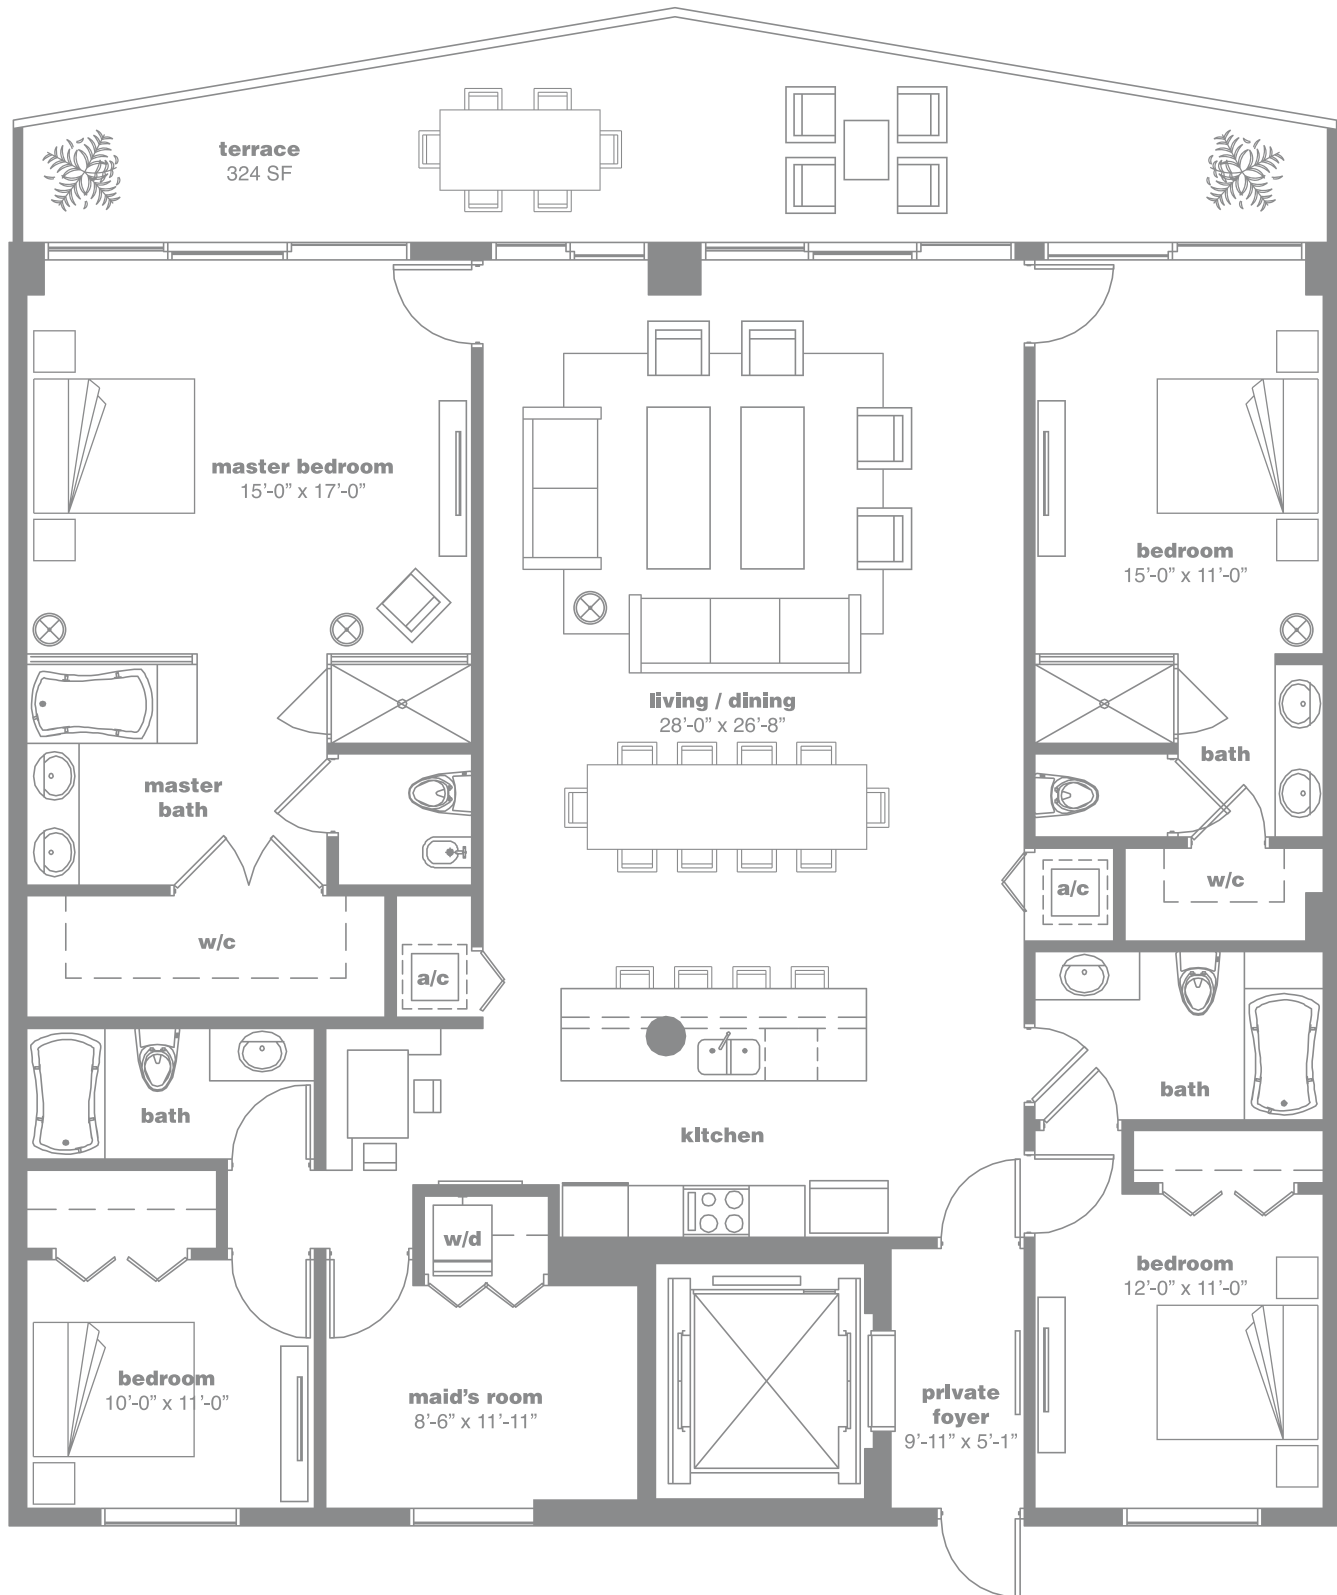 terrace
324 SF
master bedroom
15'-0" x 17'-0"
bedroom
15'-0" x 11'-0"
living / dining
28'-0" x 26'-8"
master
bath
bath
w/c
a/c
a/c
w/c
bath
kitchen
bath
w/d
bedroom
10'-0" x 11'-0"
maid's room
8'-6" x 11'-11"
private
foyer
9'-11" x 5'-1"
bedroom
12'-0" x 11'-0"